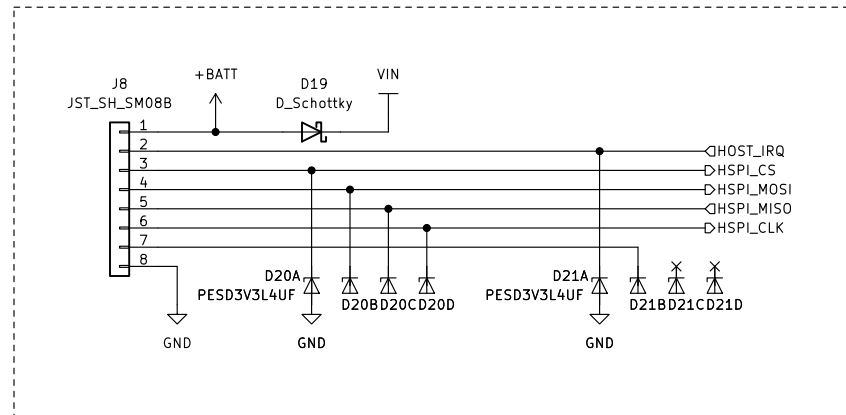 J8
JST_SH_SM08B
+BATT
D19
D_Schottky
VIN
1
2
3
4
5
6
7
8
HOST_IRQ
HSPI_CS
HSPI_MOSI
HSPI_MISO
HSPI_CLK
D20A
PESD3V3L4UF
D20B
D20C
D20D
D21A
PESD3V3L4UF
D21B
D21C
D21D
GND
GND
GND